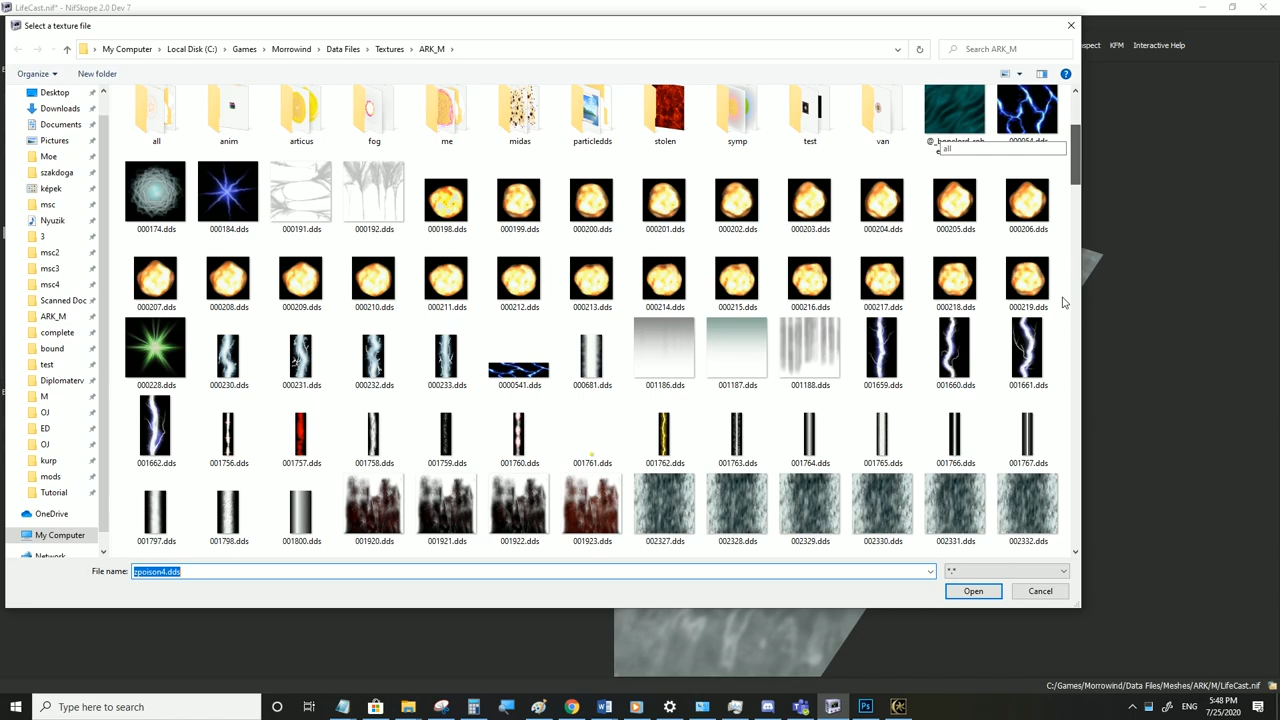 LifeCast.nif* - NifSkope 2.0 Dev 7
Select a texture file
My Computer > Local Disk (C:) > Games > Morrowind > Data Files > Textures > ARK_M >
Search ARK_M
spect KFM Interactive Help
Organize New folder
Desktop
Downloads
Documents
Pictures
Moe
szakdoga
képek
msc
Nyuzik
3
msc2
msc3
msc4
Scanned Doc
ARK_M
complete
bound
test
Diplomaterv
M
OJ
ED
OJ
kurp
mods
Tutorial
OneDrive
My Computer
Network
all anim articus fog me midas particledds stolen symp test van
all
000174.dds 000184.dds 000191.dds 000192.dds 000198.dds 000199.dds 000200.dds 000201.dds 000202.dds 000203.dds 000204.dds 000205.dds 000206.dds
000207.dds 000208.dds 000209.dds 000210.dds 000211.dds 000212.dds 000213.dds 000214.dds 000215.dds 000216.dds 000217.dds 000218.dds 000219.dds
000228.dds 000230.dds 000231.dds 000232.dds 000233.dds 0000541.dds 000681.dds 001186.dds 001187.dds 001188.dds 001659.dds 001660.dds 001661.dds
001662.dds 001756.dds 001757.dds 001758.dds 001759.dds 001760.dds 001761.dds 001762.dds 001763.dds 001764.dds 001765.dds 001766.dds 001767.dds
001797.dds 001798.dds 001800.dds 001920.dds 001921.dds 001922.dds 001923.dds 002327.dds 002328.dds 002329.dds 002330.dds 002331.dds 002332.dds
File name: zpoison4.dds *.*
Open Cancel
C:/Games/Morrowind/Data Files/Meshes/ARK/M/LifeCast.nif
Type here to search
ENG
5:48 PM
7/25/2020